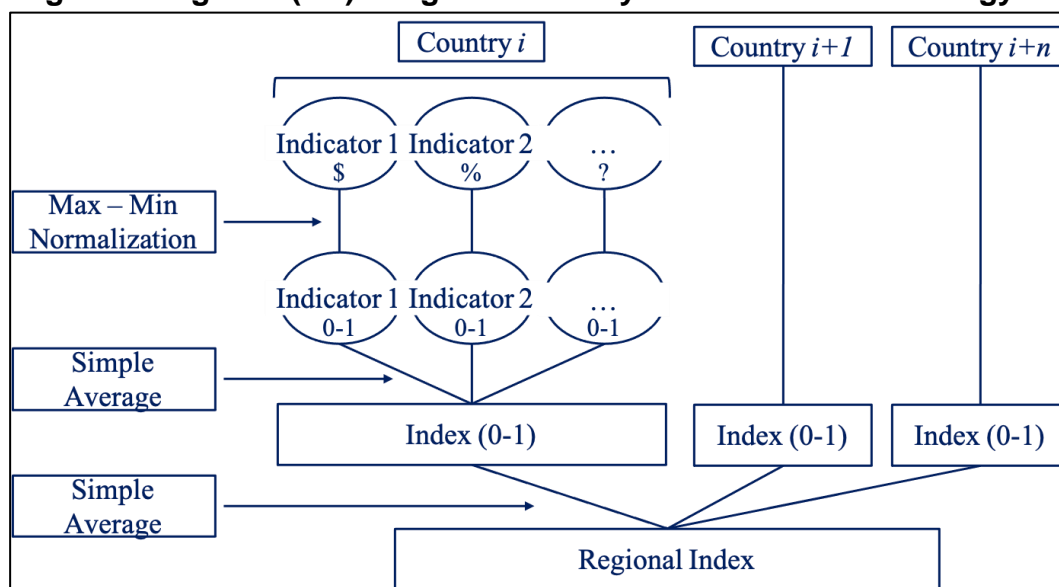 Country i
Country i+1
Country i+n
Indicator 1
$
Indicator 2
%
…
?
Max – Min
Normalization
Indicator 1
0-1
Indicator 2
0-1
…
0-1
Simple
Average
Index (0-1)
Index (0-1)
Index (0-1)
Simple
Average
Regional Index